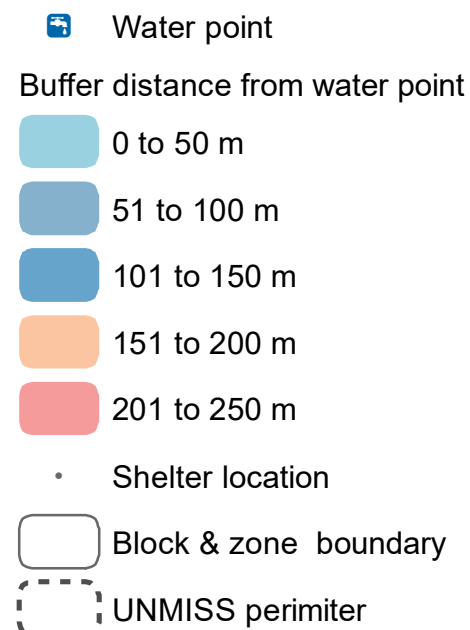 Water point
Buffer distance from water point
0 to 50 m
51 to 100 m
101 to 150 m
151 to 200 m
201 to 250 m
Shelter location
Block & zone boundary
UNMISS perimiter